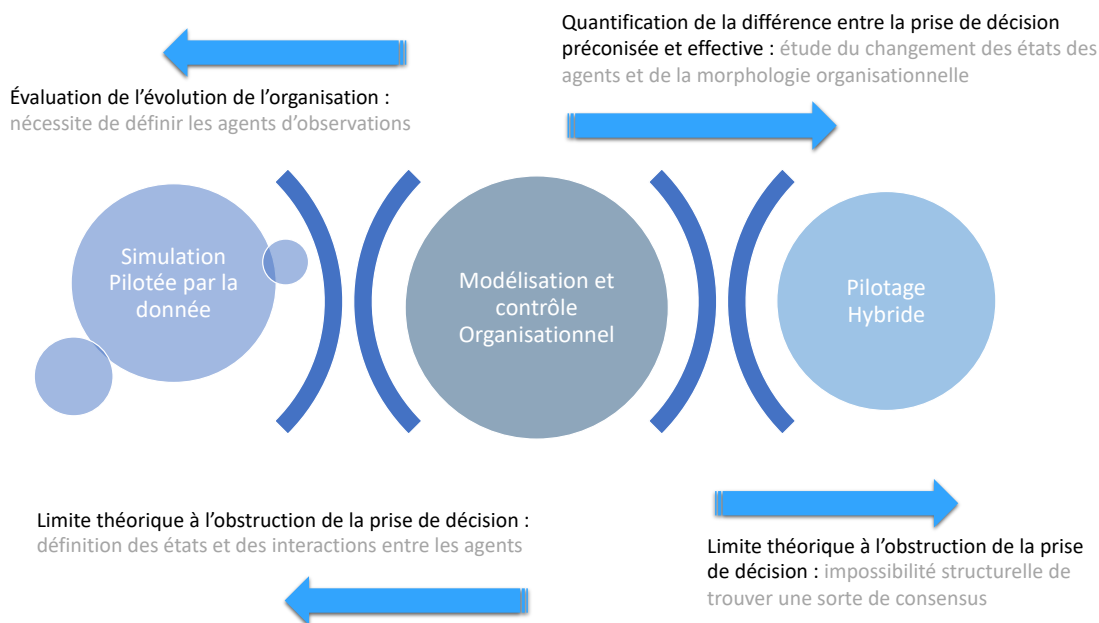 Quantification de la différence entre la prise de décision
préconisée et effective : étude du changement des états des
agents et de la morphologie organisationnelle
Évaluation de l'évolution de l'organisation :
nécessite de définir les agents d'observations
Simulation
Pilotée par la
donnée
Modélisation et
contrôle
Organisationnel
Pilotage
Hybride
Limite théorique à l'obstruction de la prise de décision :
définition des états et des interactions entre les agents
Limite théorique à l'obstruction de la prise
de décision : impossibilité structurelle de
trouver une sorte de consensus